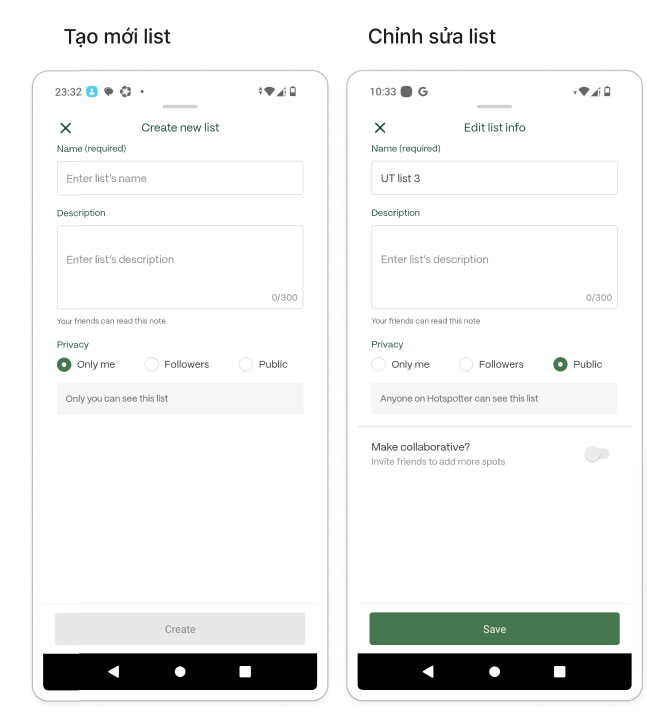 Tạo mới list
Chỉnh sửa list
23:32
Create new list
Name (required)
Enter list's name
Description
Enter list's description
0/300
Your friends can read this note
Privacy
Only me
Followers
Public
Only you can see this list
Create
10:33
G
Edit list info
Name (required)
UT list 3
Description
Enter list's description
0/300
Your friends can read this note
Privacy
Only me
Followers
Public
Anyone on Hotspotter can see this list
Make collaborative?
Invite friends to add more spots
Save